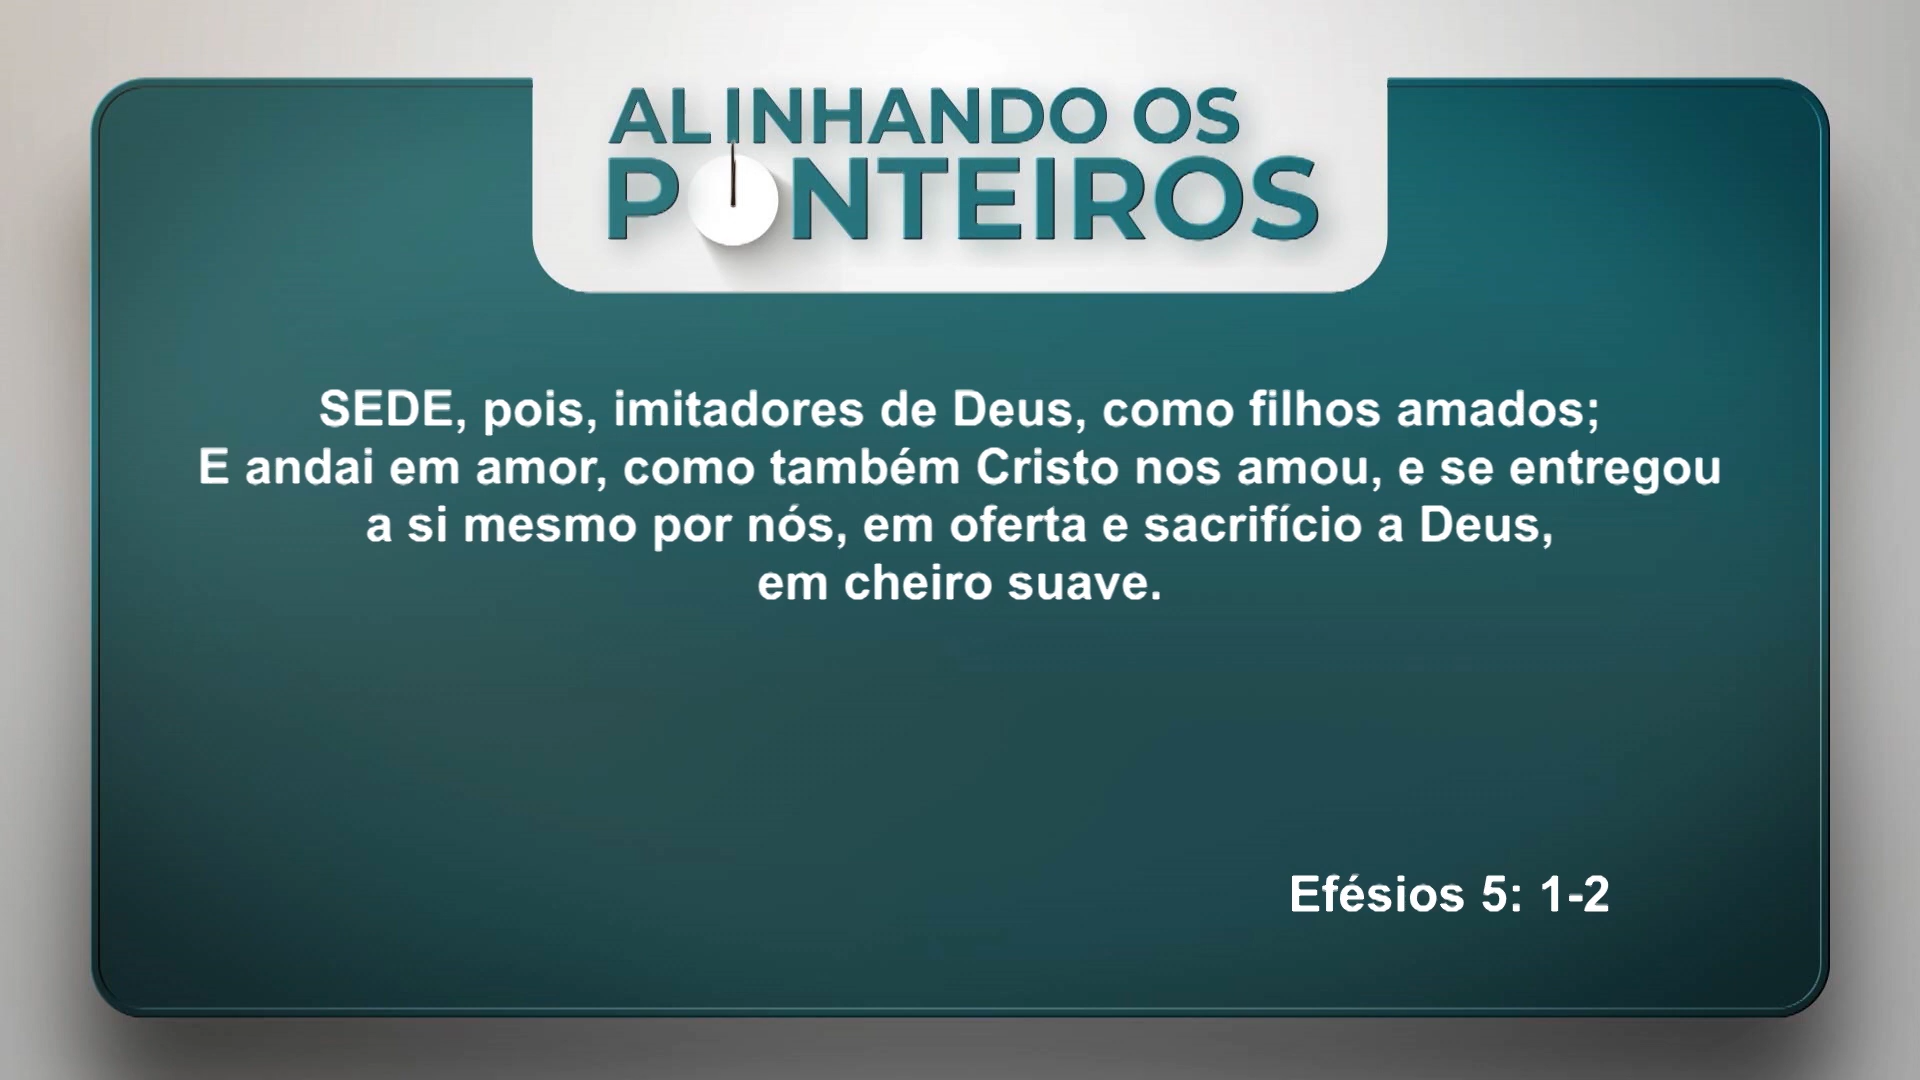 ALINHANDO OS
PONTEIROS
SEDE, pois, imitadores de Deus, como filhos amados;
E andai em amor, como também Cristo nos amou, e se entregou
a si mesmo por nós, em oferta e sacrifício a Deus,
em cheiro suave.
Efésios 5: 1-2